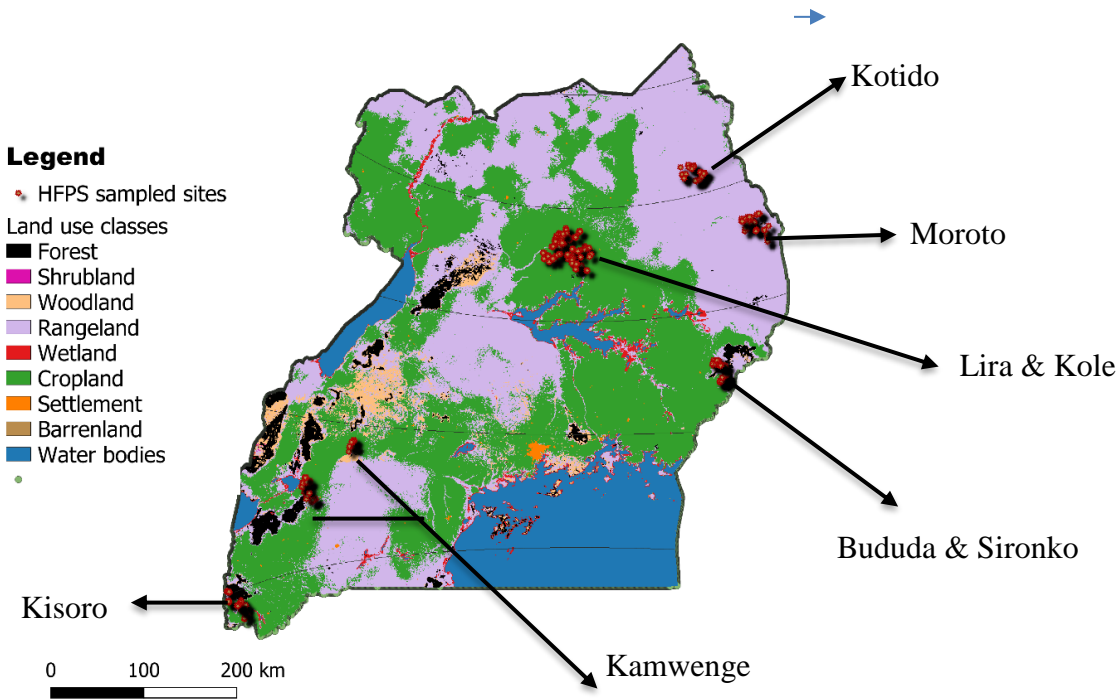 Kotido
Legend
HFPS sampled sites
Land use classes
Forest
Shrubland
Woodland
Rangeland
Wetland
Cropland
Settlement
Barrenland
Water bodies
Moroto
Lira & Kole
Bududa & Sironko
Kisoro
Kamwenge
0 100 200 km